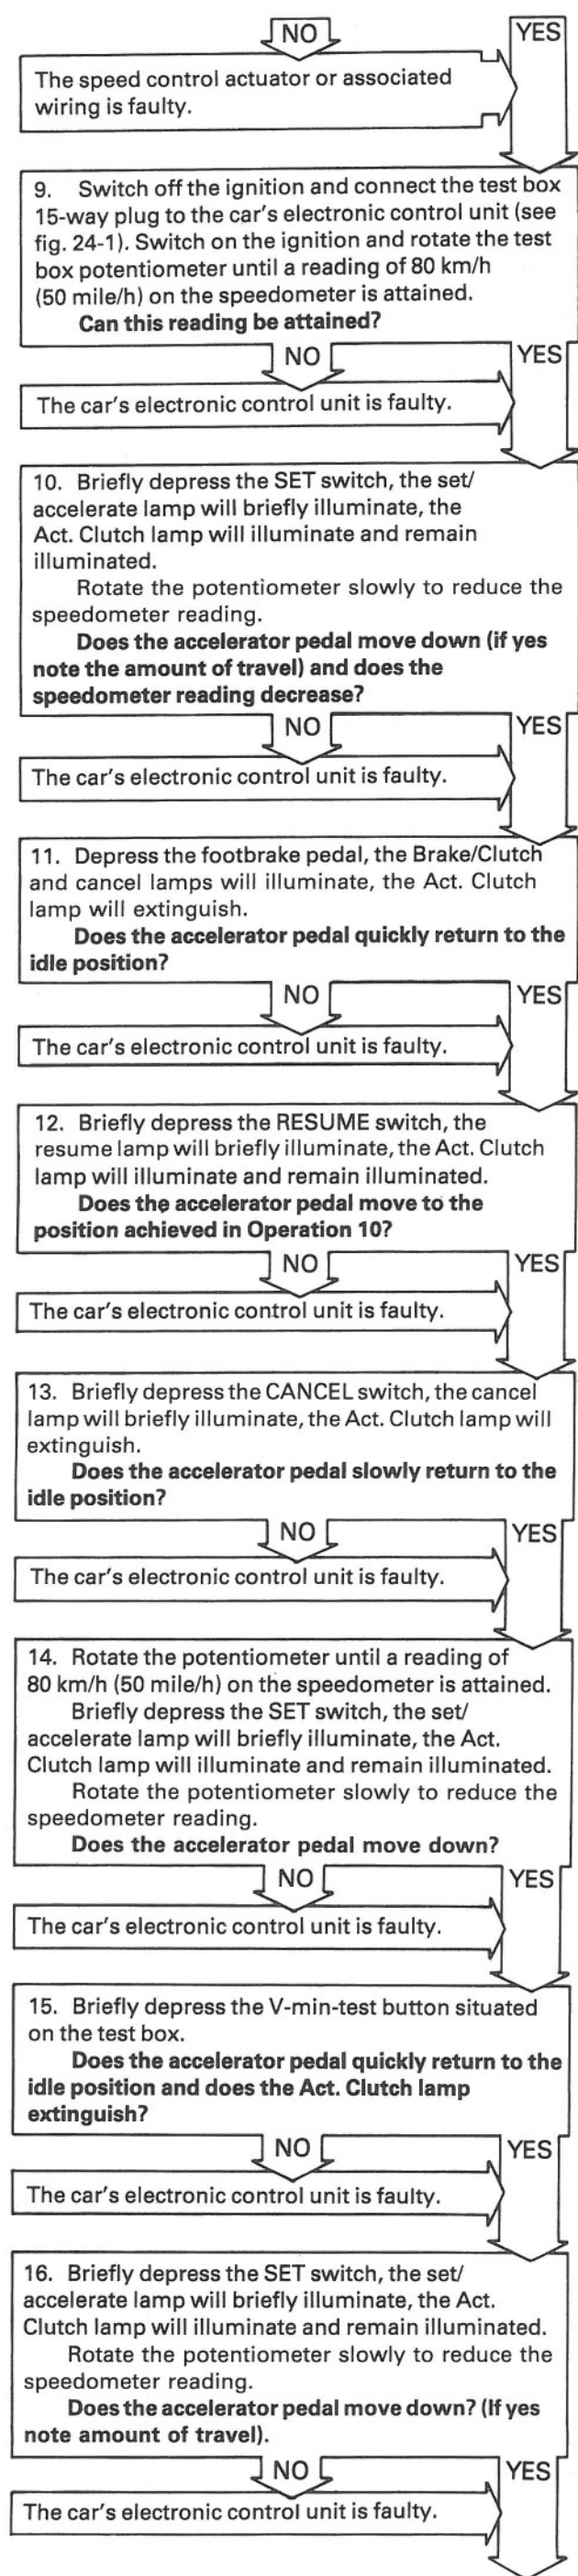 NO
YES
The speed control actuator or associated
wiring is faulty.
9. Switch off the ignition and connect the test box
15-way plug to the car's electronic control unit (see
fig. 24-1). Switch on the ignition and rotate the test
box potentiometer until a reading of 80 km/h
(50 mile/h) on the speedometer is attained.
Can this reading be attained?
NO
YES
The car's electronic control unit is faulty.
10. Briefly depress the SET switch, the set/
accelerate lamp will briefly illuminate, the
Act. Clutch lamp will illuminate and remain
illuminated.
Rotate the potentiometer slowly to reduce the
speedometer reading.
Does the accelerator pedal move down (if yes
note the amount of travel) and does the
speedometer reading decrease?
NO
YES
The car's electronic control unit is faulty.
11. Depress the footbrake pedal, the Brake/Clutch
and cancel lamps will illuminate, the Act. Clutch
lamp will extinguish.
Does the accelerator pedal quickly return to the
idle position?
NO
YES
The car's electronic control unit is faulty.
12. Briefly depress the RESUME switch, the
resume lamp will briefly illuminate, the Act. Clutch
lamp will illuminate and remain illuminated.
Does the accelerator pedal move to the
position achieved in Operation 10?
NO
YES
The car's electronic control unit is faulty.
13. Briefly depress the CANCEL switch, the cancel
lamp will briefly illuminate, the Act. Clutch lamp will
extinguish.
Does the accelerator pedal slowly return to the
idle position?
NO
YES
The car's electronic control unit is faulty.
14. Rotate the potentiometer until a reading of
80 km/h (50 mile/h) on the speedometer is attained.
Briefly depress the SET switch, the set/
accelerate lamp will briefly illuminate, the Act.
Clutch lamp will illuminate and remain illuminated.
Rotate the potentiometer slowly to reduce the
speedometer reading.
Does the accelerator pedal move down?
NO
YES
The car's electronic control unit is faulty.
15. Briefly depress the V-min-test button situated
on the test box.
Does the accelerator pedal quickly return to the
idle position and does the Act. Clutch lamp
extinguish?
NO
YES
The car's electronic control unit is faulty.
16. Briefly depress the SET switch, the set/
accelerate lamp will briefly illuminate, the Act.
Clutch lamp will illuminate and remain illuminated.
Rotate the potentiometer slowly to reduce the
speedometer reading.
Does the accelerator pedal move down? (If yes
note amount of travel).
NO
YES
The car's electronic control unit is faulty.